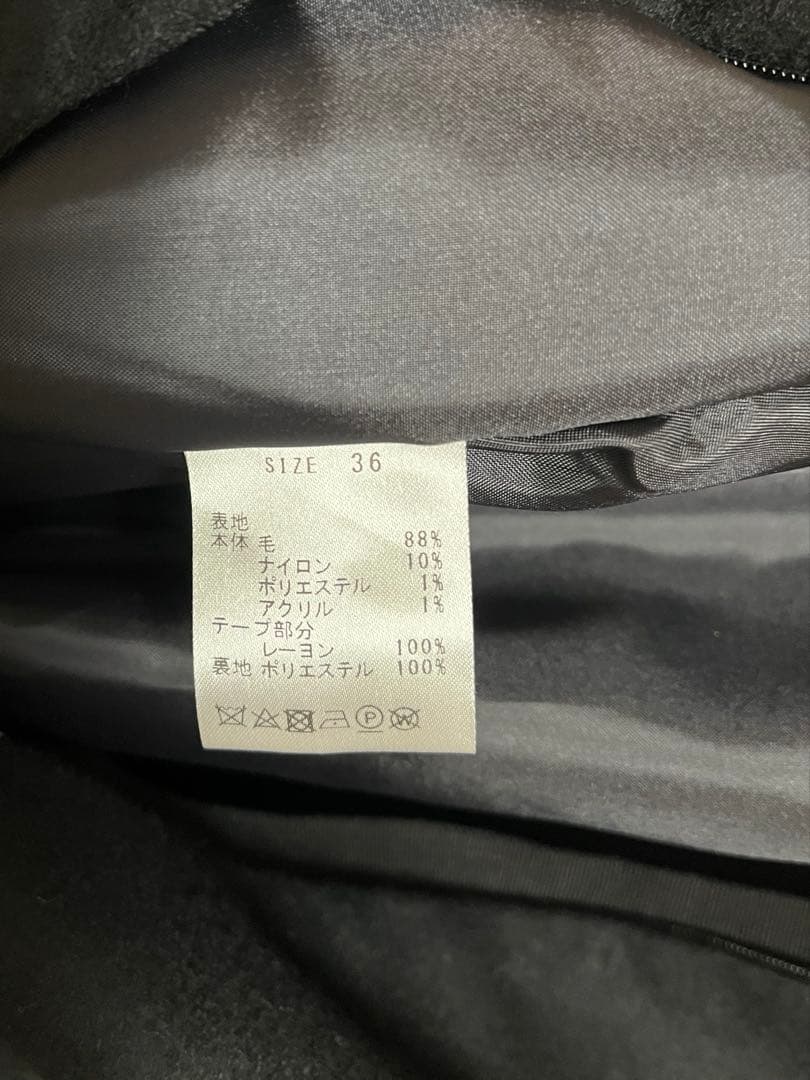 SIZE 36
表地
本体 毛 88%
ナイロン 10%
ポリエステル 1%
アクリル 1%
テープ部分
レーヨン 100%
裏地 ポリエステル 100%
P W